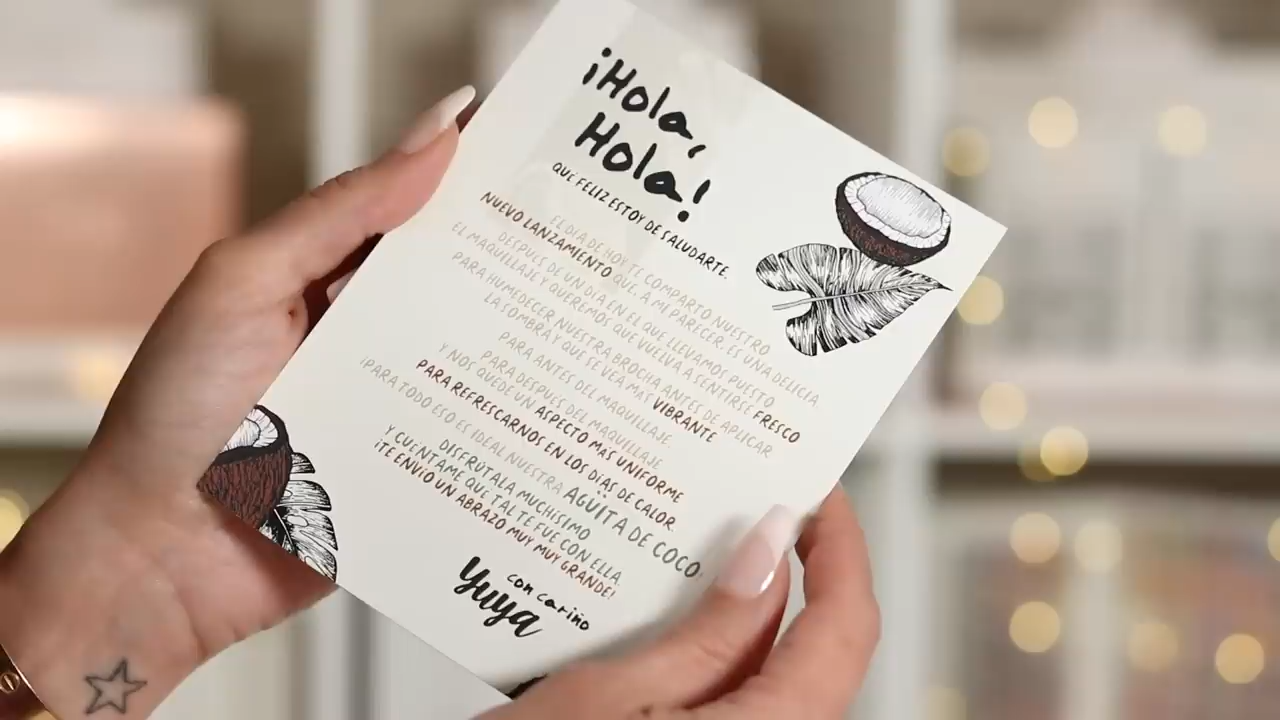 ¡Hola,
Hola!
QUÉ FELIZ ESTOY DE SALUDARTE.
EL DÍA DE HOY TE COMPARTO NUESTRO
NUEVO LANZAMIENTO QUE, A MI PARECER, ES UNA DELICIA.
DESPUÉS DE UN DÍA EN EL QUE LLEVAMOS PUESTO
EL MAQUILLAJE Y QUEREMOS QUE VUELVA A SENTIRSE FRESCO
PARA HUMEDECER NUESTRA BROCHA ANTES DE APLICAR
LA SOMBRA Y QUE SE VEA MÁS VIBRANTE
PARA ANTES DEL MAQUILLAJE
PARA DESPUÉS DEL MAQUILLAJE
Y NOS QUEDE UN ASPECTO MÁS UNIFORME
PARA REFRESCARNOS EN LOS DÍAS DE CALOR.
¡PARA TODO ESO ES IDEAL NUESTRA AGÜITA DE COCO!
DISFRÚTALA MUCHÍSIMO
Y CUÉNTAME QUÉ TAL TE FUE CON ELLA.
¡TE ENVÍO UN ABRAZO MUY MUY GRANDE!
con cariño
Yuya